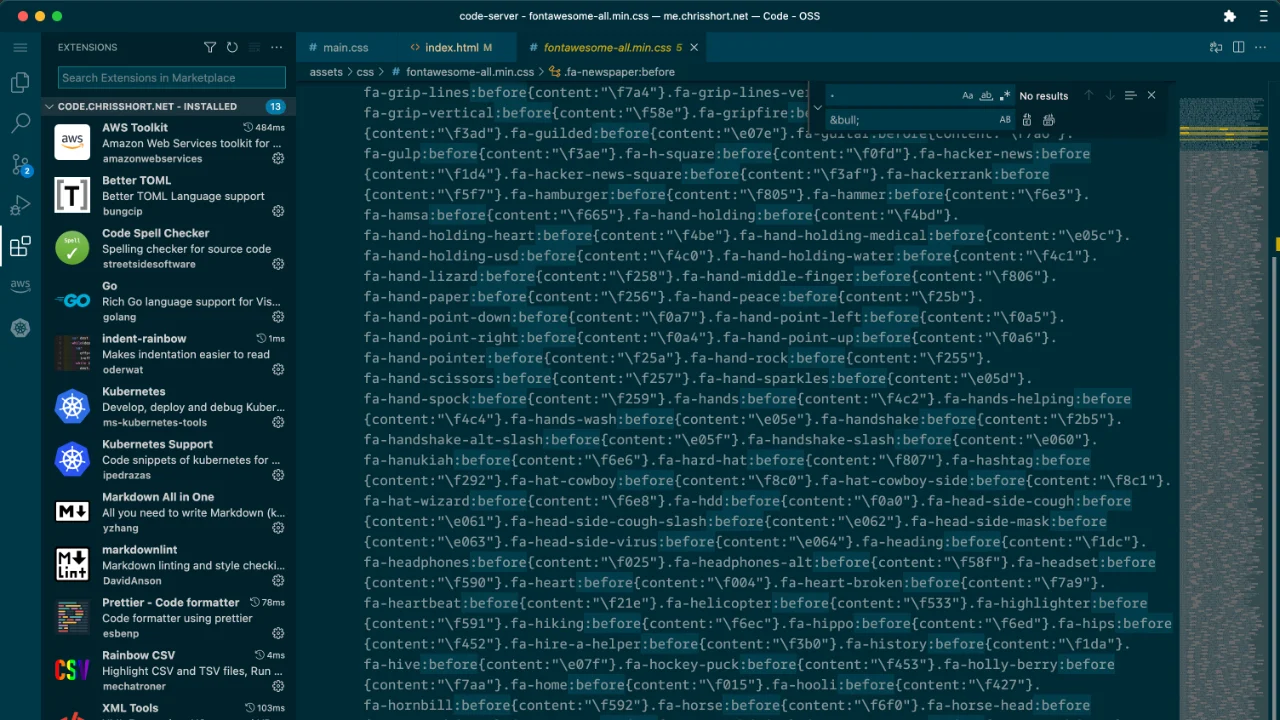 code-server - fontawesome-all.min.css — me.chrisshort.net — Code - OSS
EXTENSIONS
Search Extensions in Marketplace
CODE.CHRISSHORT.NET - INSTALLED 13
AWS Toolkit 484ms
Amazon Web Services toolkit for ...
amazonwebservices
aws
Better TOML
Better TOML Language support
bungcip
[T]
Code Spell Checker
Spelling checker for source code
streetsidesoftware
Spell
Go
Rich Go language support for Vis...
golang
GO
indent-rainbow 1ms
Makes indentation easier to read
oderwat
Kubernetes
Develop, deploy and debug Kuber...
ms-kubernetes-tools
Kubernetes Support
Code snippets of kubernetes for ...
ipedrazas
Markdown All in One
All you need to write Markdown (k...
yzhang
M
markdownlint
Markdown linting and style checki...
DavidAnson
M
Lint
Prettier - Code formatter 78ms
Code formatter using prettier
esbenp
Rainbow CSV 4ms
Highlight CSV and TSV files, Run ...
mechatroner
CSV
XML Tools 103ms
2
aws
# main.css
<> index.html M
# fontawesome-all.min.css 5
assets > css > # fontawesome-all.min.css > .fa-newspaper:before
Aa ab .* No results
&bull; AB
fa-grip-lines:before{content:"\f7a4"}.fa-grip-lines-ve
fa-grip-vertical:before{content:"\f58e"}.fa-gripfire:b
{content:"\f3ad"}.fa-guilded:before{content:"\e07e"}.fa-guitar:before{content:"\f7a6"}.
fa-gulp:before{content:"\f3ae"}.fa-h-square:before{content:"\f0fd"}.fa-hacker-news:before
{content:"\f1d4"}.fa-hacker-news-square:before{content:"\f3af"}.fa-hackerrank:before
{content:"\f5f7"}.fa-hamburger:before{content:"\f805"}.fa-hammer:before{content:"\f6e3"}.
fa-hamsa:before{content:"\f665"}.fa-hand-holding:before{content:"\f4bd"}.
fa-hand-holding-heart:before{content:"\f4be"}.fa-hand-holding-medical:before{content:"\e05c"}.
fa-hand-holding-usd:before{content:"\f4c0"}.fa-hand-holding-water:before{content:"\f4c1"}.
fa-hand-lizard:before{content:"\f258"}.fa-hand-middle-finger:before{content:"\f806"}.
fa-hand-paper:before{content:"\f256"}.fa-hand-peace:before{content:"\f25b"}.
fa-hand-point-down:before{content:"\f0a7"}.fa-hand-point-left:before{content:"\f0a5"}.
fa-hand-point-right:before{content:"\f0a4"}.fa-hand-point-up:before{content:"\f0a6"}.
fa-hand-pointer:before{content:"\f25a"}.fa-hand-rock:before{content:"\f255"}.
fa-hand-scissors:before{content:"\f257"}.fa-hand-sparkles:before{content:"\e05d"}.
fa-hand-spock:before{content:"\f259"}.fa-hands:before{content:"\f4c2"}.fa-hands-helping:before
{content:"\f4c4"}.fa-hands-wash:before{content:"\e05e"}.fa-handshake:before{content:"\f2b5"}.
fa-handshake-alt-slash:before{content:"\e05f"}.fa-handshake-slash:before{content:"\e060"}.
fa-hanukiah:before{content:"\f6e6"}.fa-hard-hat:before{content:"\f807"}.fa-hashtag:before
{content:"\f292"}.fa-hat-cowboy:before{content:"\f8c0"}.fa-hat-cowboy-side:before{content:"\f8c1"}.
fa-hat-wizard:before{content:"\f6e8"}.fa-hdd:before{content:"\f0a0"}.fa-head-side-cough:before
{content:"\e061"}.fa-head-side-cough-slash:before{content:"\e062"}.fa-head-side-mask:before
{content:"\e063"}.fa-head-side-virus:before{content:"\e064"}.fa-heading:before{content:"\f1dc"}.
fa-headphones:before{content:"\f025"}.fa-headphones-alt:before{content:"\f58f"}.fa-headset:before
{content:"\f590"}.fa-heart:before{content:"\f004"}.fa-heart-broken:before{content:"\f7a9"}.
fa-heartbeat:before{content:"\f21e"}.fa-helicopter:before{content:"\f533"}.fa-highlighter:before
{content:"\f591"}.fa-hiking:before{content:"\f6ec"}.fa-hippo:before{content:"\f6ed"}.fa-hips:before
{content:"\f452"}.fa-hire-a-helper:before{content:"\f3b0"}.fa-history:before{content:"\f1da"}.
fa-hive:before{content:"\e07f"}.fa-hockey-puck:before{content:"\f453"}.fa-holly-berry:before
{content:"\f7aa"}.fa-home:before{content:"\f015"}.fa-hooli:before{content:"\f427"}.
fa-hornbill:before{content:"\f592"}.fa-horse:before{content:"\f6f0"}.fa-horse-head:before